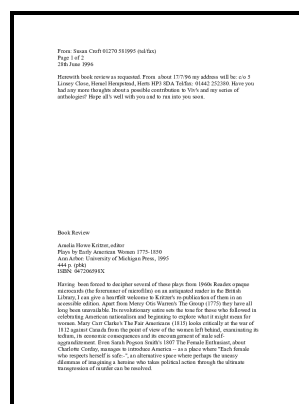 From: Susan Croft 01270 581995 (tel/fax)
Page 1 of 2
28th June 1996
Herewith book review as requested. From about 17/7/96 my address will be: c/o 5
Linsey Close, Hemel Hempstead, Herts HP3 8DA Tel/fax: 01442 252380. Have you
had any more thoughts about a possible contribution to Viv's and my series of
anthologies? Hope all's well with you and to run into you soon.
Book Review
Amelia Howe Kritzer, editor
Plays by Early American Women 1775-1850
Ann Arbor: University of Michigan Press, 1995
444 p. (pbk)
ISBN: 047206598X
Having been forced to decipher several of these plays from 1960s Readex opaque
microcards (the forerunner of microfilm) on an antiquated reader in the British
Library, I can give a heartfelt welcome to Kritzer's re-publication of them in an
accessible edition. Apart from Mercy Otis Warren's The Group (1775) they have all
long been unavailable. Its revolutionary satire sets the tone for those who followed in
celebrating American nationalism and beginning to explore what it might mean for
women. Mary Carr Clarke's The Fair Americans (1815) looks critically at the war of
1812 against Canada from the point of view of the women left behind, examining its
tedium, its economic consequences and its encouragement of male self-
aggrandizement. Even Sarah Pogson Smith's 1807 The Female Enthusiast, about
Charlotte Corday, manages to introduce America -- as a place where "Each female
who respects herself is safe--", an alternative space where perhaps the uneasy
dilemmas of imagining a heroine who takes political action through the ultimate
transgression of murder can be resolved.